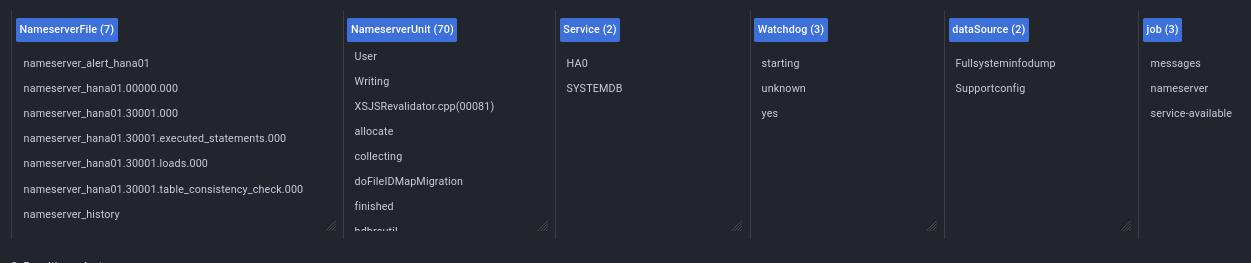 NameserverFile (7)
nameserver_alert_hana01
nameserver_hana01.00000.000
nameserver_hana01.30001.000
nameserver_hana01.30001.executed_statements.000
nameserver_hana01.30001.loads.000
nameserver_hana01.30001.table_consistency_check.000
nameserver_history
NameserverUnit (70)
User
Writing
XSJSRevalidator.cpp(00081)
allocate
collecting
doFileIDMapMigration
finished
Service (2)
HA0
SYSTEMDB
Watchdog (3)
starting
unknown
yes
dataSource (2)
Fullsysteminfodump
Supportconfig
job (3)
messages
nameserver
service-available